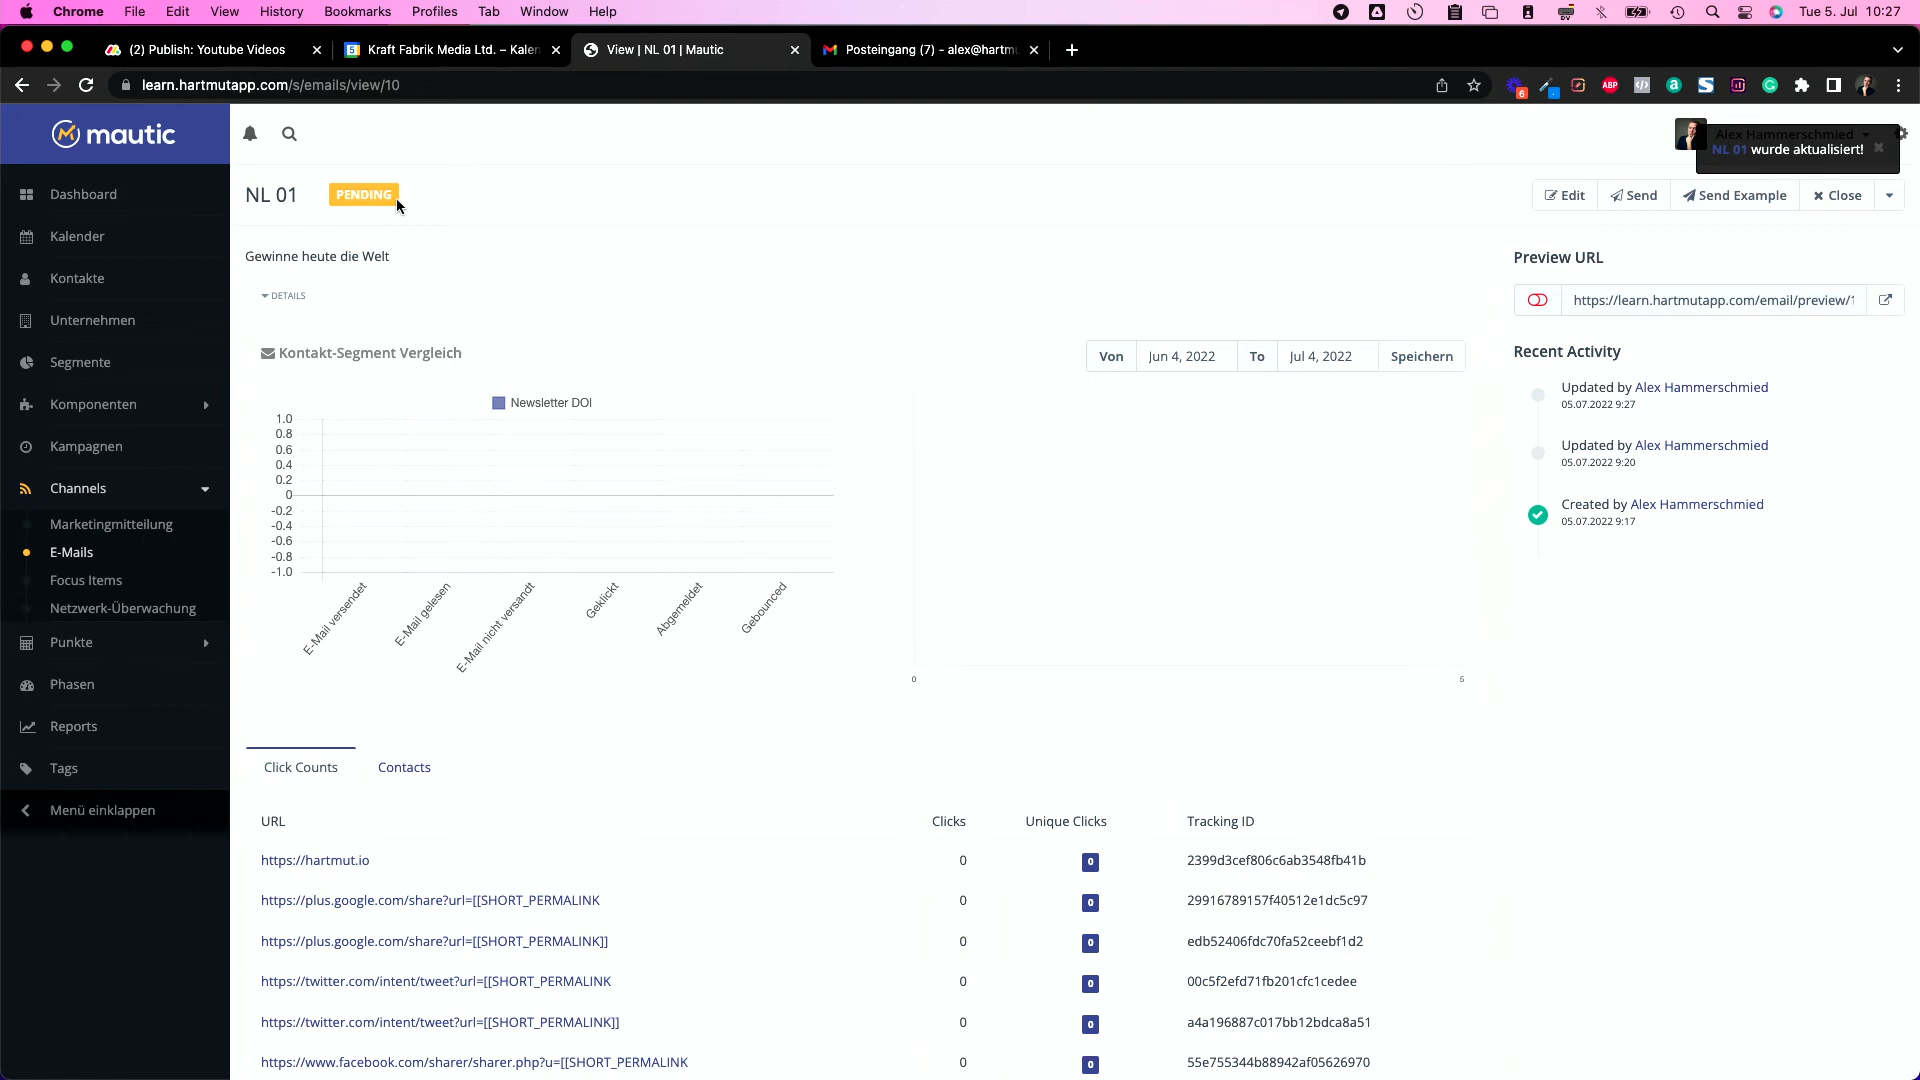 Chrome File Edit View History Bookmarks Profiles Tab Window Help Tue 5. Jul 10:27
(2) Publish: Youtube Videos
Kraft Fabrik Media Ltd. – Kalen
View | NL 01 | Mautic
Posteingang (7) - alex@hartmu
learn.hartmutapp.com/s/emails/view/10
6
ABP
mautic
Alex Hammerschmied
NL 01 wurde aktualisiert!
Dashboard
Kalender
Kontakte
Unternehmen
Segmente
Komponenten
Kampagnen
Channels
Marketingmitteilung
E-Mails
Focus Items
Netzwerk-Überwachung
Punkte
Phasen
Reports
Tags
Menü einklappen
NL 01
PENDING
Edit
Send
Send Example
Close
Gewinne heute die Welt
DETAILS
Kontakt-Segment Vergleich
Von Jun 4, 2022 To Jul 4, 2022 Speichern
Newsletter DOI
1.0
0.8
0.6
0.4
0.2
0
-0.2
-0.4
-0.6
-0.8
-1.0
E-Mail versendet
E-Mail gelesen
E-Mail nicht versandt
Geklickt
Abgemeldet
Gebounced
0 5
Preview URL
https://learn.hartmutapp.com/email/preview/1
Recent Activity
Updated by Alex Hammerschmied
05.07.2022 9:27
Updated by Alex Hammerschmied
05.07.2022 9:20
Created by Alex Hammerschmied
05.07.2022 9:17
Click Counts Contacts
URL Clicks Unique Clicks Tracking ID
https://hartmut.io 0 0 2399d3cef806c6ab3548fb41b
https://plus.google.com/share?url=[[SHORT_PERMALINK 0 0 29916789157f40512e1dc5c97
https://plus.google.com/share?url=[[SHORT_PERMALINK]] 0 0 edb52406fdc70fa52ceebf1d2
https://twitter.com/intent/tweet?url=[[SHORT_PERMALINK 0 0 00c5f2efd71fb201cfc1cedee
https://twitter.com/intent/tweet?url=[[SHORT_PERMALINK]] 0 0 a4a196887c017bb12bdca8a51
https://www.facebook.com/sharer/sharer.php?u=[[SHORT_PERMALINK 0 0 55e755344b88942af05626970